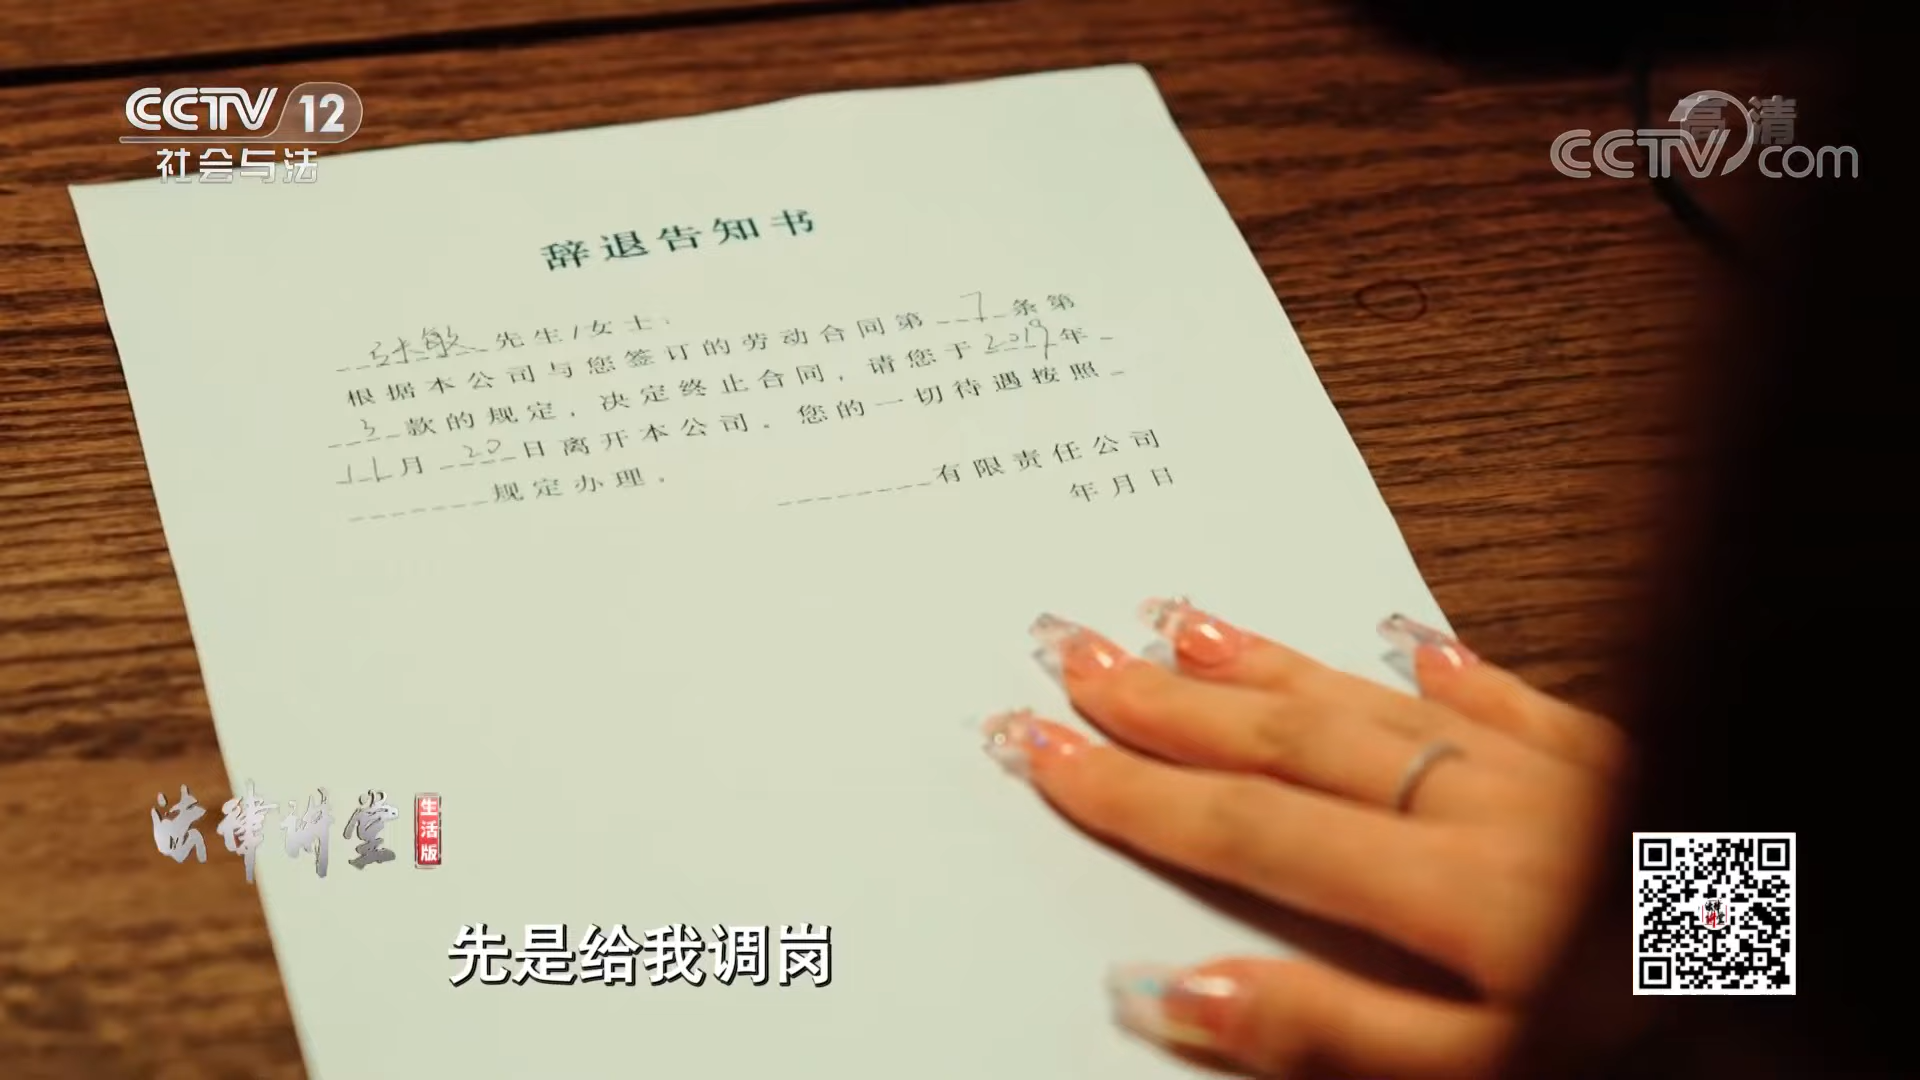 CCTV 12
社会与法
高清
CCTV com
辞退告知书
张敏 先生/女士：
根据本公司与您签订的劳动合同第 7 条第
3 款的规定，决定终止合同，请您于 2019 年
11 月 20 日离开本公司。您的一切待遇按照
规定办理。
有限责任公司
年月日
法律讲堂
生活版
先是给我调岗